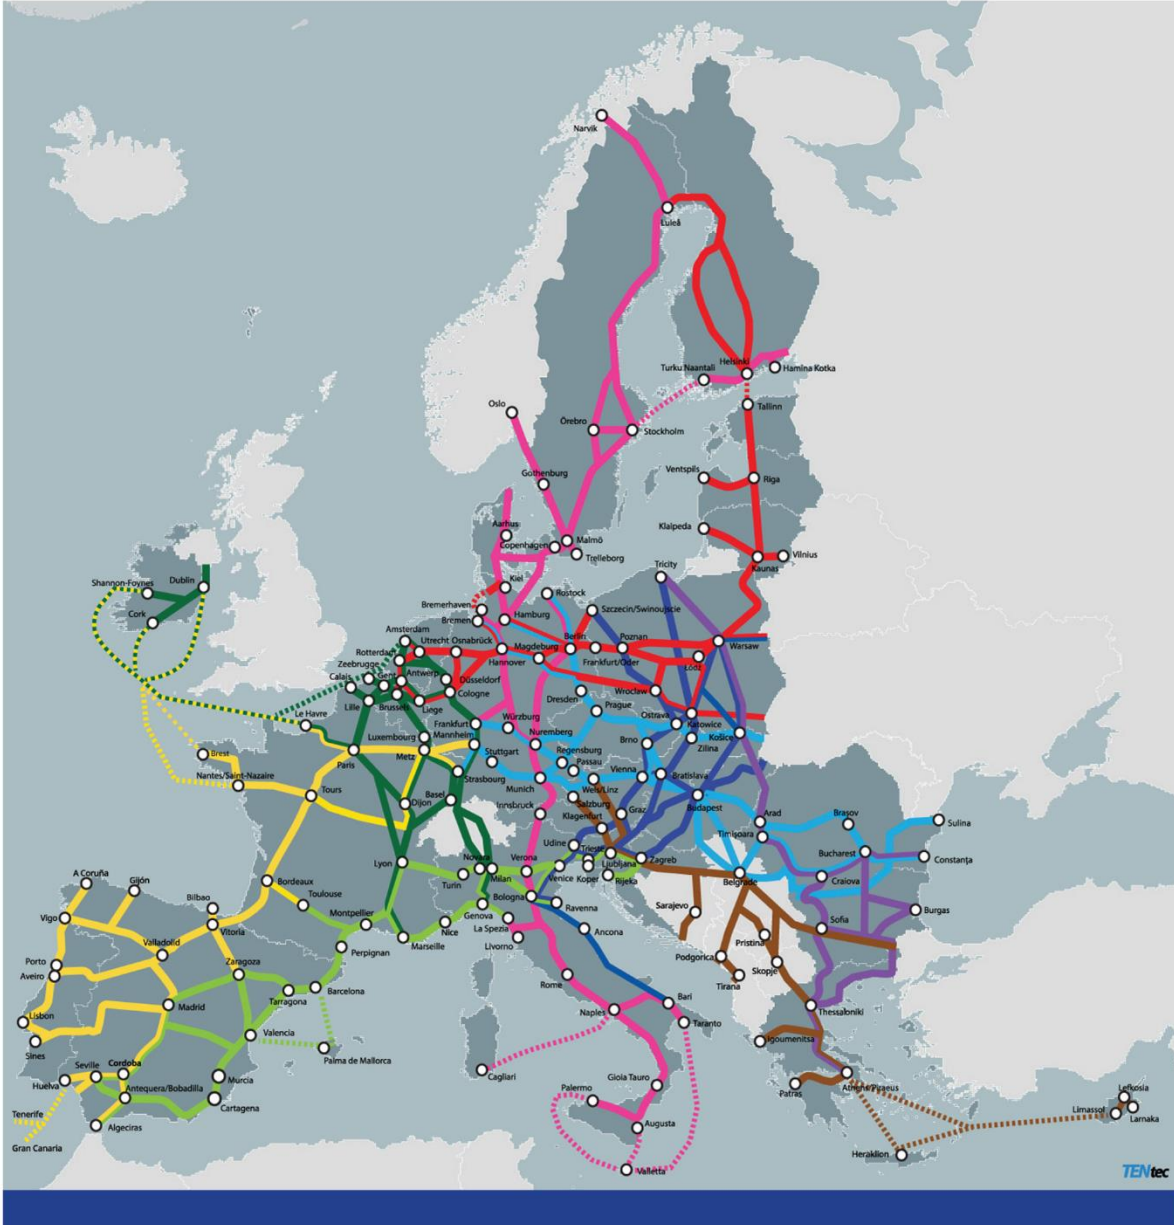 Narvik
Luleå
Turku Naantali
Helsinki
Hamina Kotka
Oslo
Örebro
Stockholm
Tallinn
Gothenburg
Ventspils
Riga
Aarhus
Copenhagen
Malmö
Trelleborg
Klaipeda
Vilnius
Kaunas
Shannon-Foynes
Dublin
Cork
Kiel
Rostock
Tricity
Bremerhaven
Bremen
Hamburg
Szczecin/Swinoujscie
Amsterdam
Utrecht
Osnabrück
Magdeburg
Berlin
Poznan
Warsaw
Rotterdam
Hannover
Frankfurt/Oder
Łódz
Zeebrugge
Calais
Gent
Antwerp
Düsseldorf
Cologne
Dresden
Wrocław
Lille
Brussels
Liège
Prague
Ostrava
Katowice
Le Havre
Frankfurt
Würzburg
Luxembourg
Mannheim
Nuremberg
Brno
Zilina
Košice
Brest
Paris
Metz
Stuttgart
Regensburg
Passau
Nantes/Saint-Nazaire
Strasbourg
Munich
Wels/Linz
Vienna
Bratislava
Tours
Dijon
Basel
Salzburg
Budapest
Innsbruck
Klagenfurt
Graz
Arad
Brașov
Sulina
Timișoara
Udine
Trieste
Lyon
Novara
Verona
Ljubljana
Zagreb
Bucharest
Constanța
Turin
Milan
Venice
Koper
Rijeka
Belgrade
Craiova
A Coruña
Gijón
Bordeaux
Bilbao
Toulouse
Bologna
Ravenna
Sarajevo
Burgas
Vigo
Vitoria
Montpellier
Genova
La Spezia
Sofia
Valladolid
Marseille
Nice
Livorno
Ancona
Pristina
Porto
Perpignan
Podgorica
Aveiro
Zaragoza
Skopje
Tirana
Barcelona
Tarragona
Rome
Madrid
Bari
Thessaloniki
Lisbon
Naples
Taranto
Valencia
Sines
Palma de Mallorca
Igoumenitsa
Seville
Cordoba
Cagliari
Huelva
Murcia
Gioia Tauro
Athens/Piraeus
Antequera/Bobadilla
Palermo
Patras
Lefkosia
Cartagena
Limassol
Larnaka
Tenerife
Algeciras
Augusta
Gran Canaria
Heraklion
Valletta
TENtec